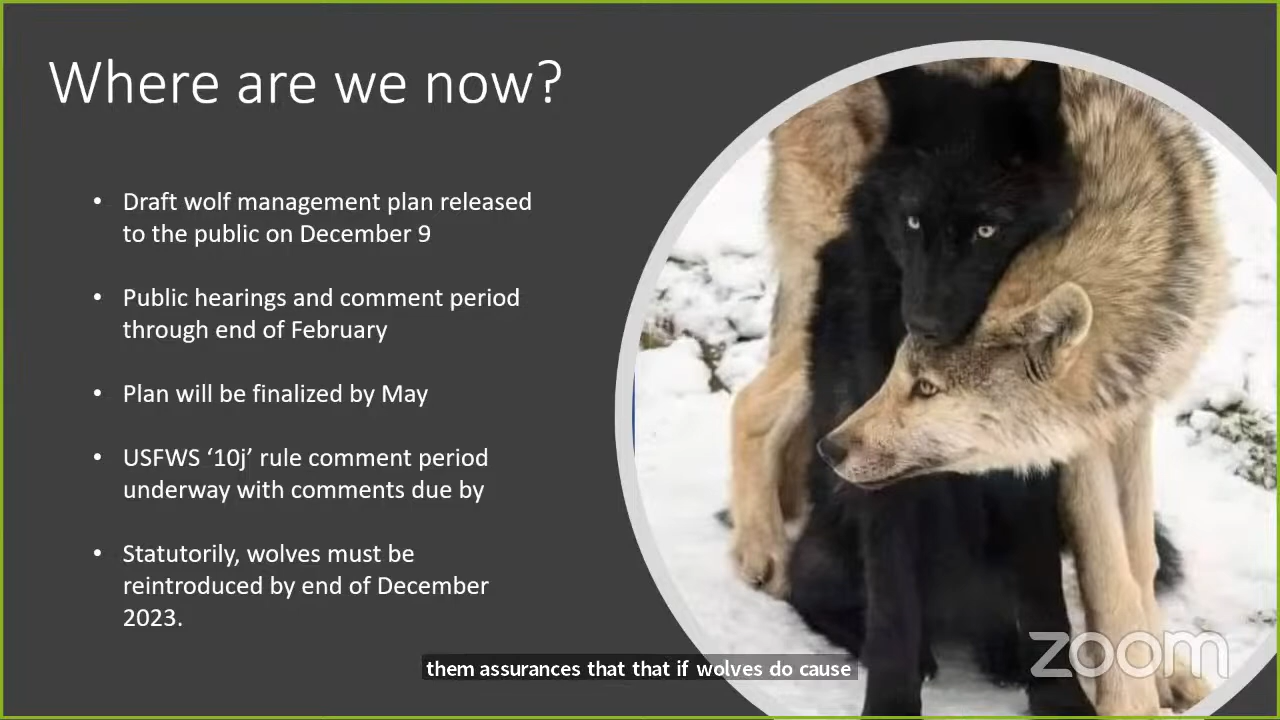 Where are we now?
• Draft wolf management plan released
to the public on December 9
• Public hearings and comment period
through end of February
• Plan will be finalized by May
• USFWS ‘10j’ rule comment period
underway with comments due by
• Statutorily, wolves must be
reintroduced by end of December
2023.
them assurances that that if wolves do cause
zoom